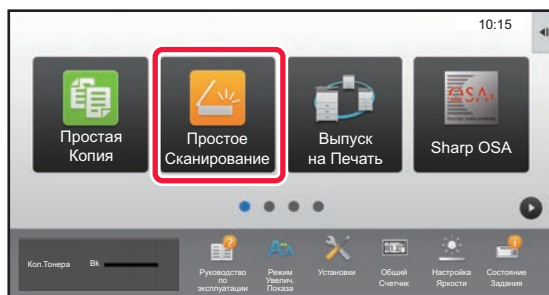 10:15
Простая
Копия
Простое
Сканирование
Выпуск
на Печать
OSA
Sharp OSA
Кол.Тонера
Bk
Руководство
по
эксплуатации
Режим
Увелич.
Показа
Установки
Общий
Счетчик
Настройка
Яркости
Состояние
Задания